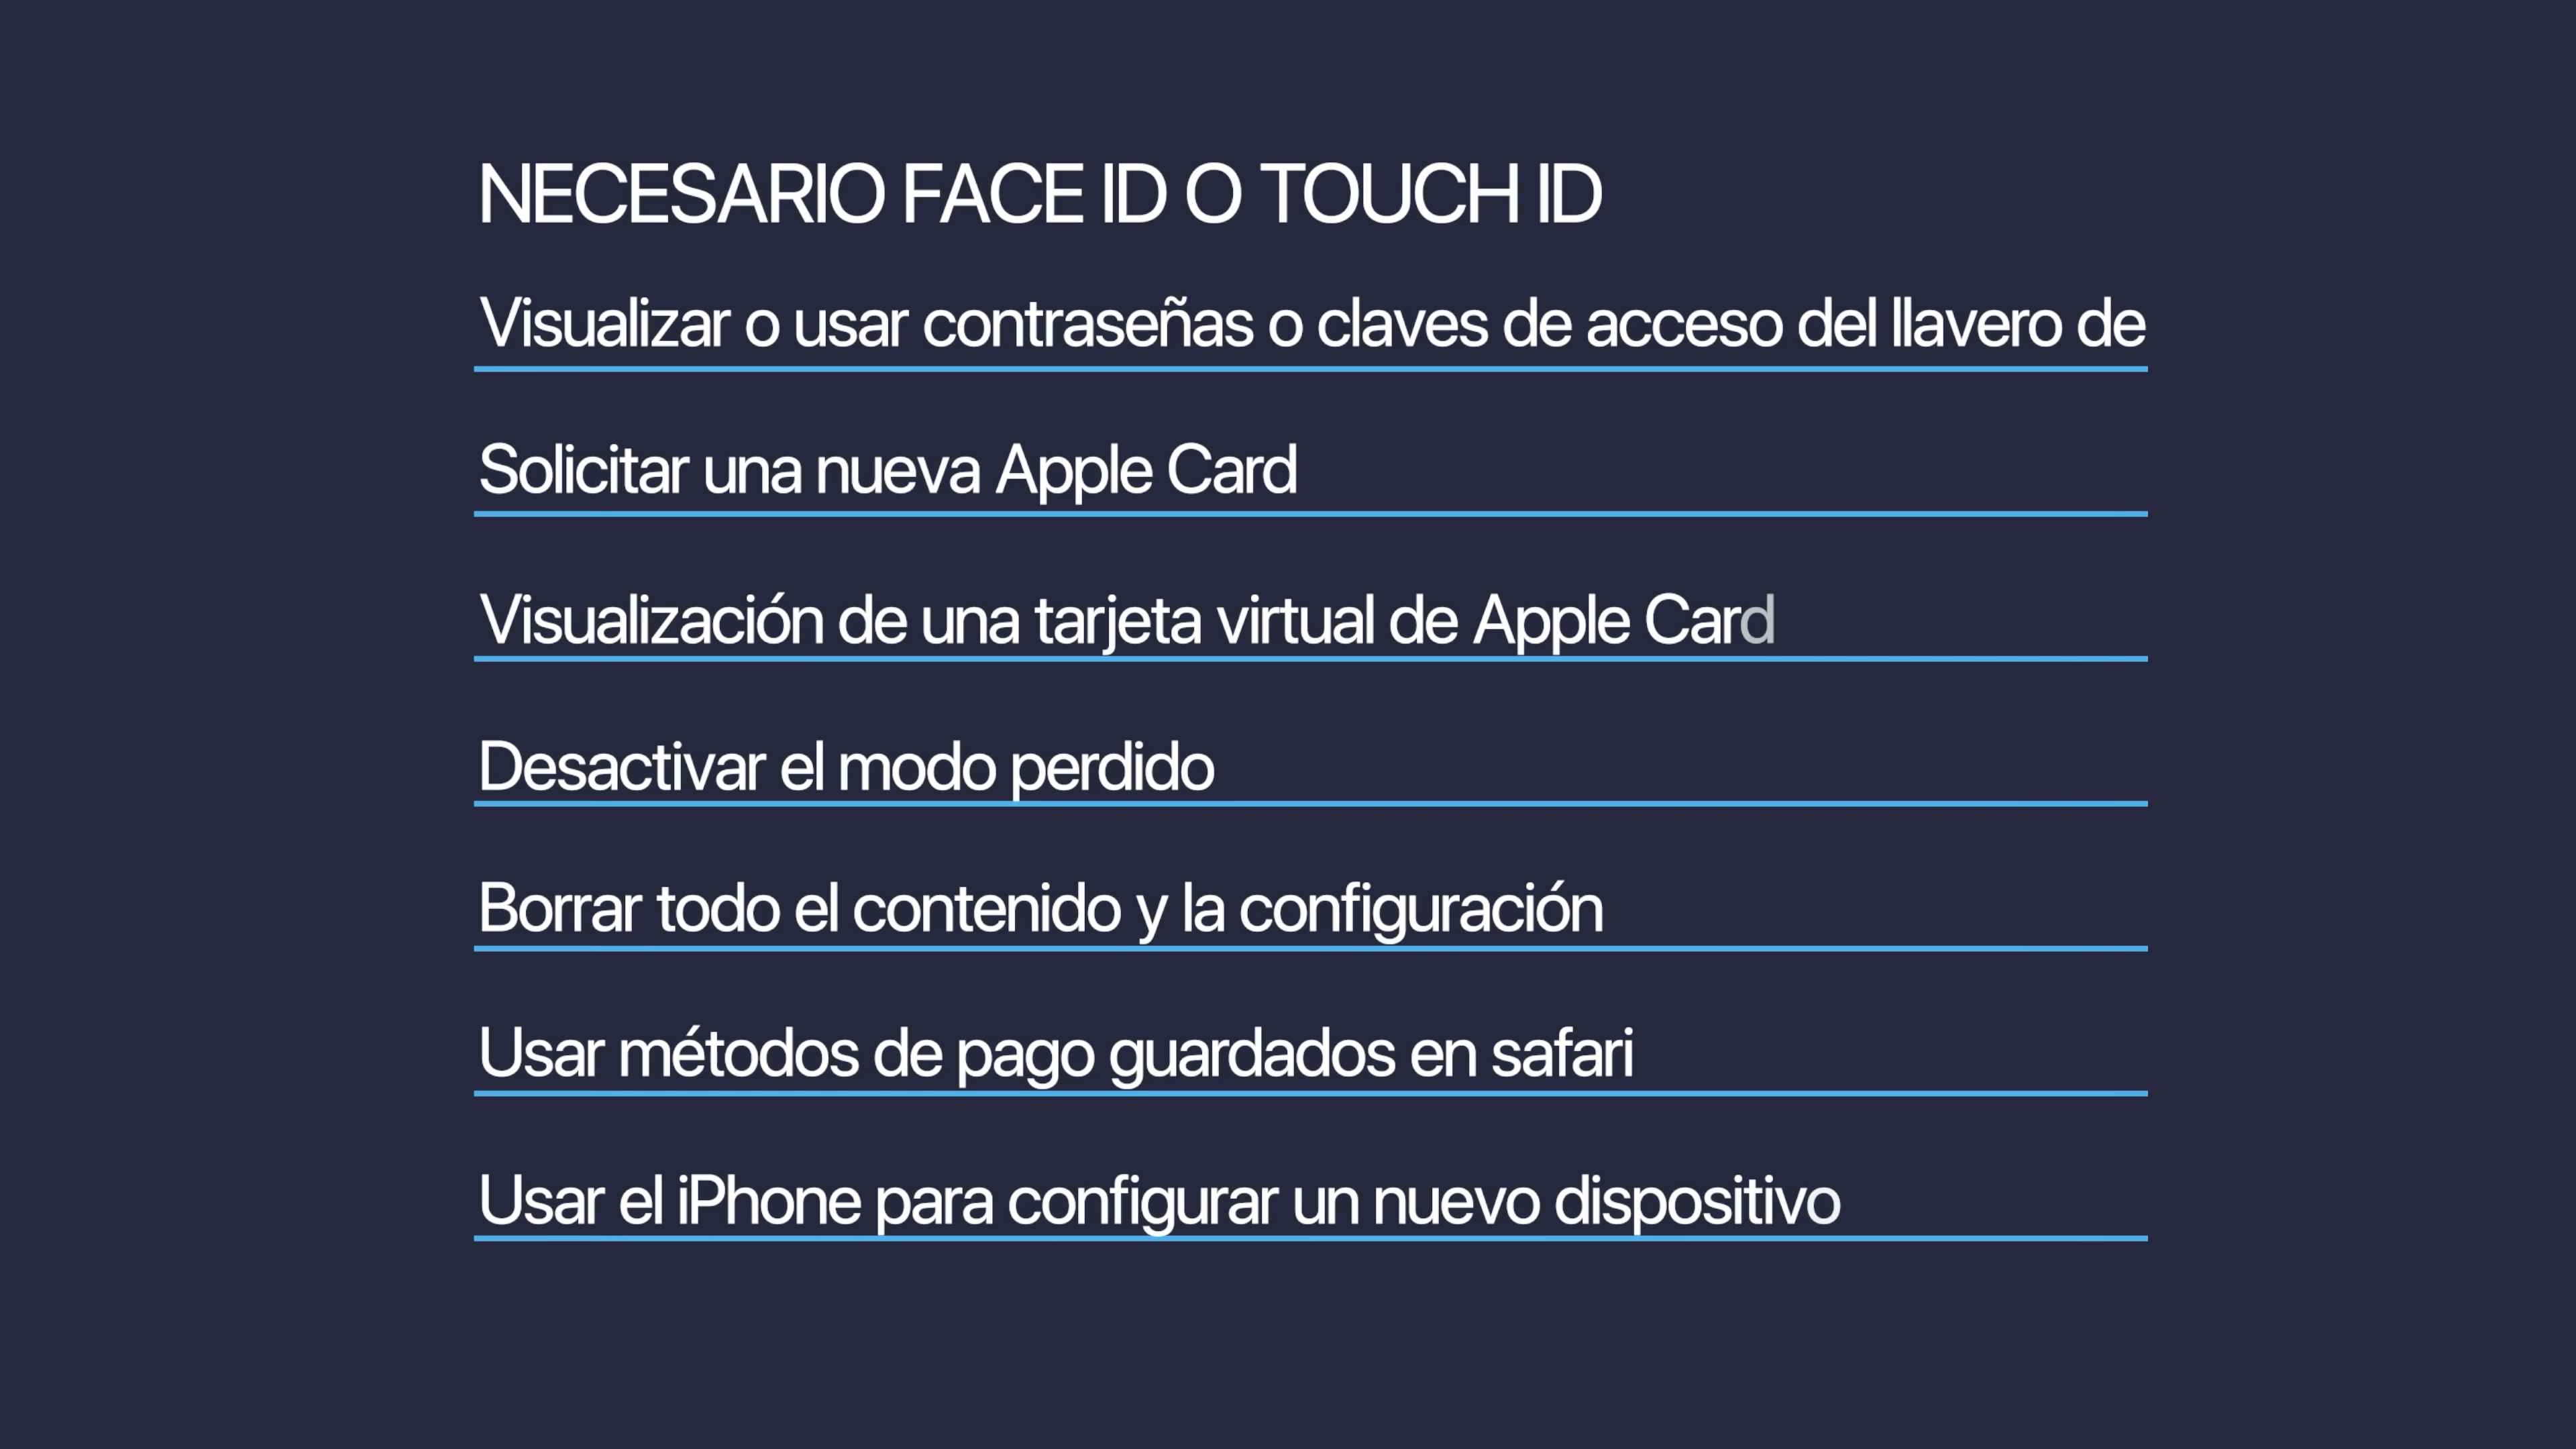 NECESARIO FACE ID O TOUCH ID
Visualizar o usar contraseñas o claves de acceso del llavero de
Solicitar una nueva Apple Card
Visualización de una tarjeta virtual de Apple Card
Desactivar el modo perdido
Borrar todo el contenido y la configuración
Usar métodos de pago guardados en safari
Usar el iPhone para configurar un nuevo dispositivo